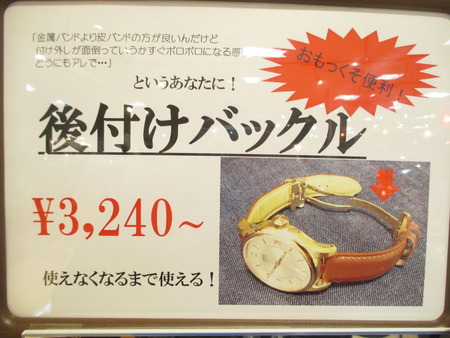 「金属バンドより皮バンドの方が良いんだけど
付け外しが面倒っていうかすぐボロボロになる感じ
どうにもアレで・・・」
おもつくそ便利！
というあなたに！
後付けバックル
¥3,240～
使えなくなるまで使える！